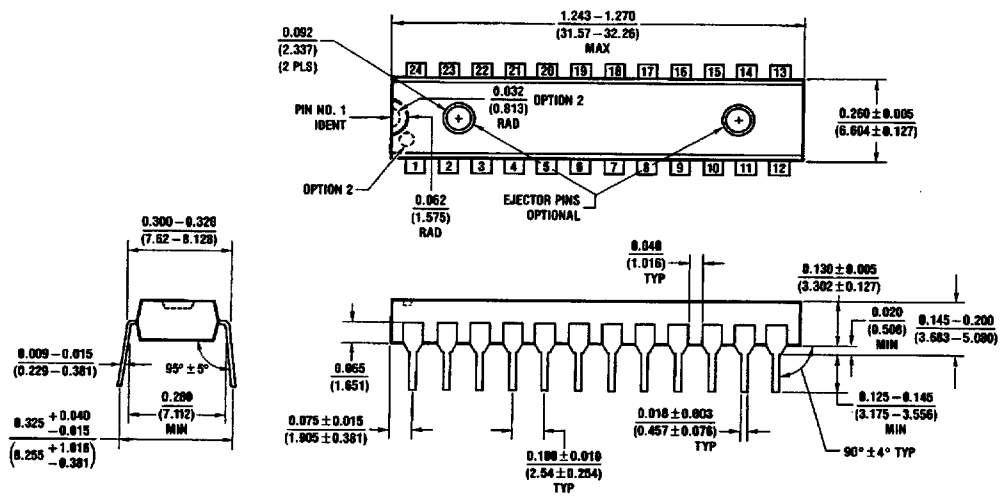 1.243 – 1.270
(31.57 – 32.26)
MAX
0.092
(2.337)
(2 PLS)
24 23 22 21 20 19 18 17 16 15 14 13
PIN NO. 1
IDENT
0.032
(0.813)
RAD
OPTION 2
0.260 ± 0.005
(6.604 ± 0.127)
1 2 3 4 5 6 7 8 9 10 11 12
OPTION 2
0.062
(1.575)
RAD
EJECTOR PINS
OPTIONAL
0.300 – 0.320
(7.62 – 8.128)
0.040
(1.016)
TYP
0.130 ± 0.005
(3.302 ± 0.127)
0.020
(0.508)
MIN
0.145 – 0.200
(3.683 – 5.080)
0.009 – 0.015
(0.229 – 0.381)
95° ± 5°
0.280
(7.112)
MIN
0.065
(1.651)
0.125 – 0.145
(3.175 – 3.556)
MIN
0.325 + 0.040
– 0.015
(8.255 + 1.016
– 0.381)
0.075 ± 0.015
(1.905 ± 0.381)
0.100 ± 0.010
(2.54 ± 0.254)
TYP
0.018 ± 0.003
(0.457 ± 0.076)
TYP
90° ± 4° TYP